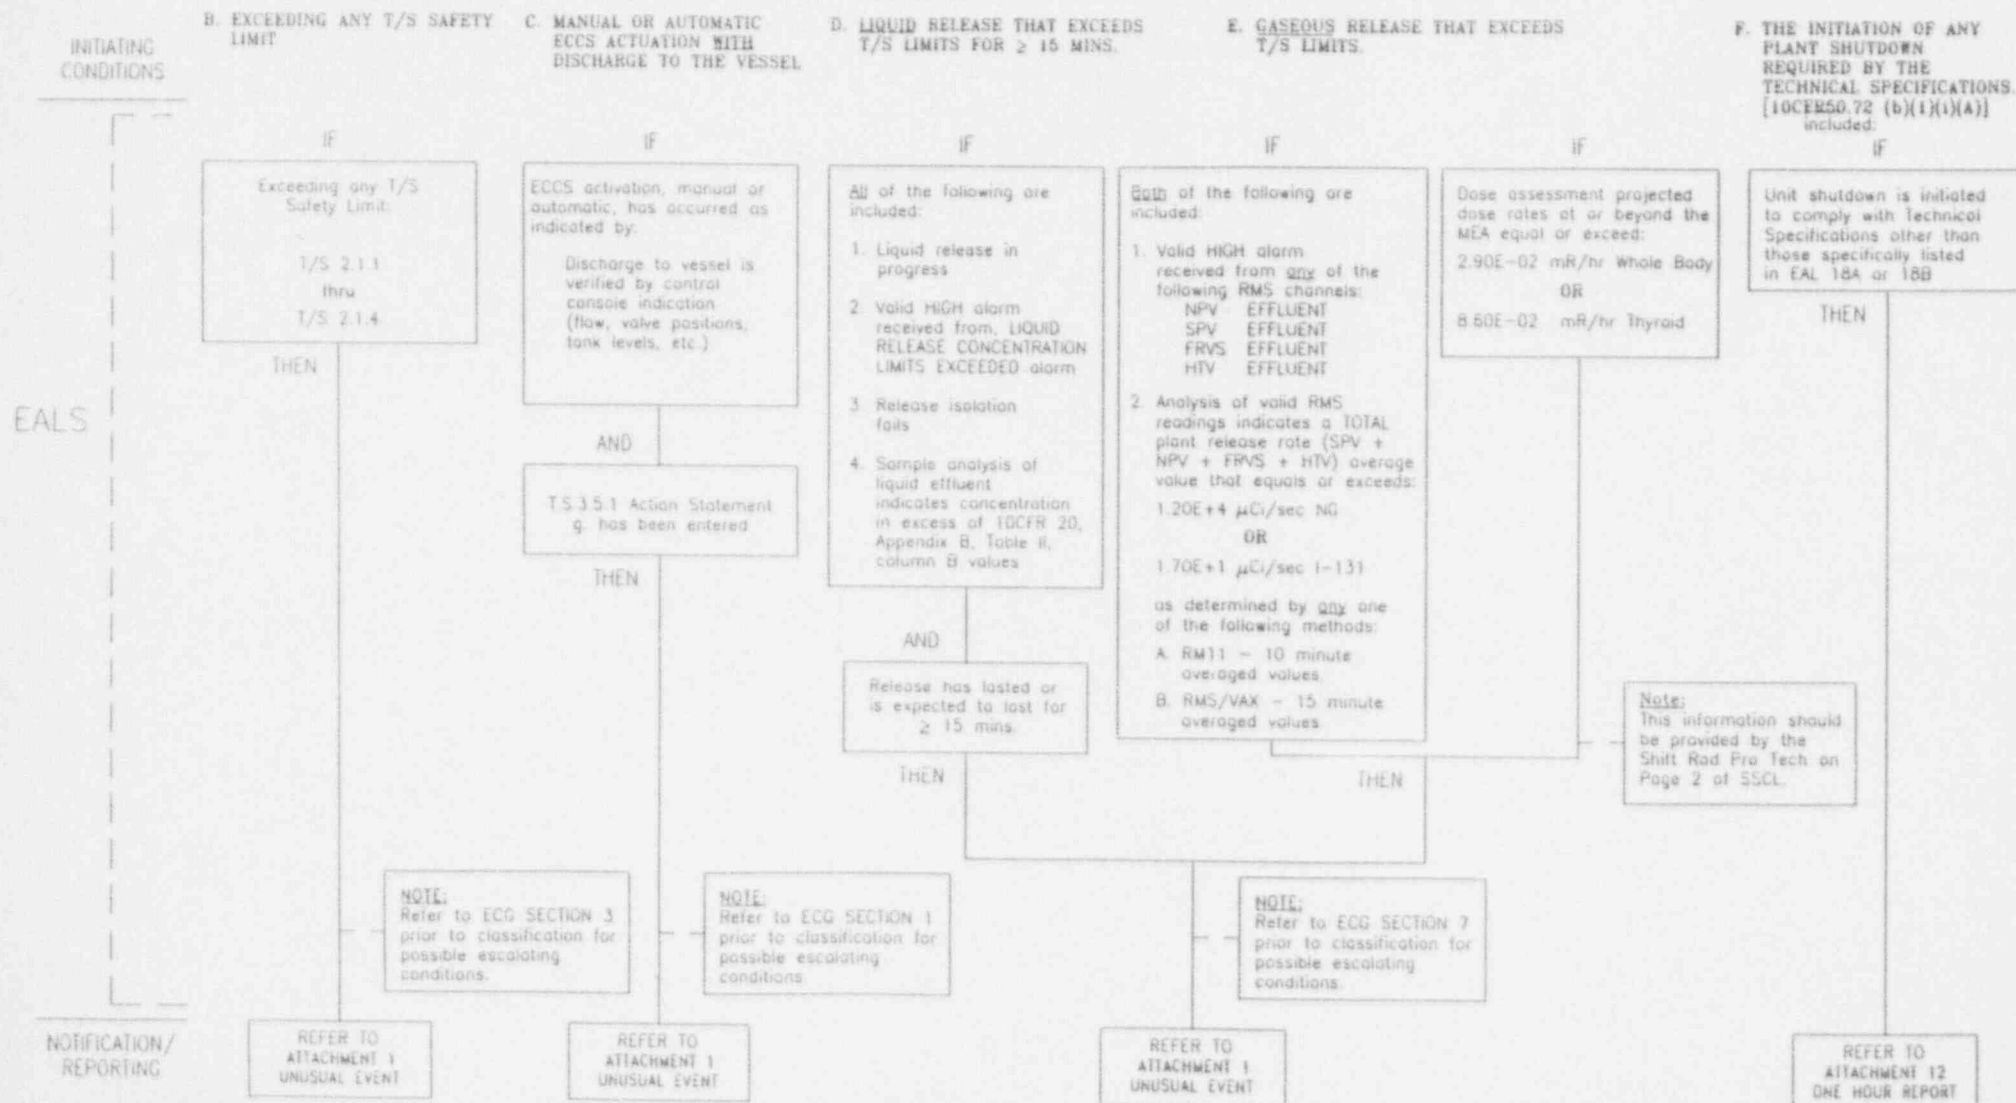 INITIATING
CONDITIONS
B. EXCEEDING ANY T/S SAFETY
LIMIT
C. MANUAL OR AUTOMATIC
ECCS ACTUATION WITH
DISCHARGE TO THE VESSEL
D. LIQUID RELEASE THAT EXCEEDS
T/S LIMITS FOR ≥ 15 MINS.
E. GASEOUS RELEASE THAT EXCEEDS
T/S LIMITS.
F. THE INITIATION OF ANY
PLANT SHUTDOWN
REQUIRED BY THE
TECHNICAL SPECIFICATIONS.
[10CFR50.72 (b)(1)(i)(A)]
included:
EALS
IF
Exceeding any T/S
Safety Limit:
T/S 2.1.1
thru
T/S 2.1.4
THEN
IF
ECCS activation, manual or
automatic, has occurred as
indicated by:
Discharge to vessel is
verified by control
console indication
(flow, valve positions,
tank levels, etc.)
AND
T.S 3.5.1 Action Statement
g. has been entered
THEN
IF
All of the following are
included:
1. Liquid release in
progress
2. Valid HIGH alarm
received from, LIQUID
RELEASE CONCENTRATION
LIMITS EXCEEDED alarm
3. Release isolation
fails
4. Sample analysis of
liquid effluent
indicates concentration
in excess of 10CFR 20,
Appendix B, Table II,
column B values
AND
Release has lasted or
is expected to last for
≥ 15 mins.
THEN
IF
Both of the following are
included:
1. Valid HIGH alarm
received from any of the
following RMS channels:
NPV EFFLUENT
SPV EFFLUENT
FRVS EFFLUENT
HTV EFFLUENT
2. Analysis of valid RMS
readings indicates a TOTAL
plant release rate (SPV +
NPV + FRVS + HTV) average
value that equals or exceeds:
1.20E+4 µCi/sec NG
OR
1.70E+1 µCi/sec I-131
as determined by any one
of the following methods:
A. RM11 - 10 minute
averaged values
B. RMS/VAX - 15 minute
averaged values
IF
Dose assessment projected
dose rates at or beyond the
MEA equal or exceed:
2.90E-02 mR/hr Whole Body
OR
8.60E-02 mR/hr Thyroid
THEN
Note:
This information should
be provided by the
Shift Rad Pro Tech on
Page 2 of SSCL.
IF
Unit shutdown is initiated
to comply with Technical
Specifications other than
those specifically listed
in EAL 18A or 18B
THEN
NOTE:
Refer to ECG SECTION 3
prior to classification for
possible escalating
conditions.
NOTE:
Refer to ECG SECTION 1
prior to classification for
possible escalating
conditions
NOTE:
Refer to ECG SECTION 7
prior to classification for
possible escalating
conditions.
NOTIFICATION/
REPORTING
REFER TO
ATTACHMENT 1
UNUSUAL EVENT
REFER TO
ATTACHMENT 1
UNUSUAL EVENT
REFER TO
ATTACHMENT 1
UNUSUAL EVENT
REFER TO
ATTACHMENT 12
ONE HOUR REPORT